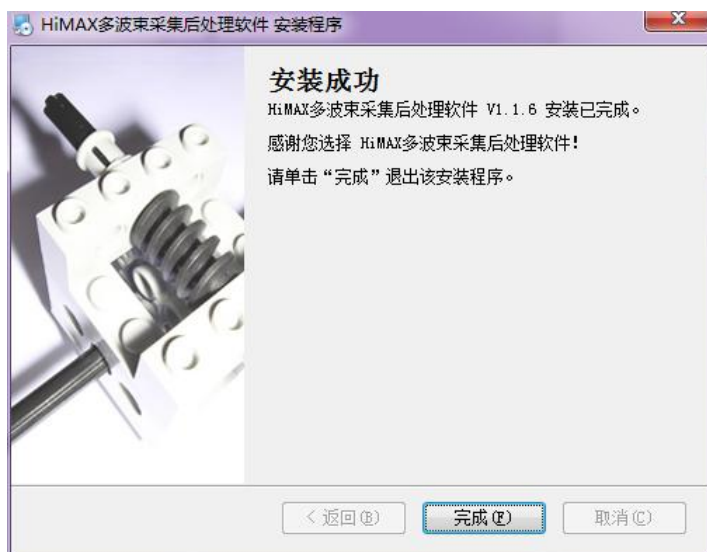 HiMAX多波束采集后处理软件 安装程序
安装成功
HiMAX多波束采集后处理软件 V1.1.6 安装已完成。
感谢您选择 HiMAX多波束采集后处理软件!
请单击“完成”退出该安装程序。
< 返回(B)
完成(F)
取消(C)